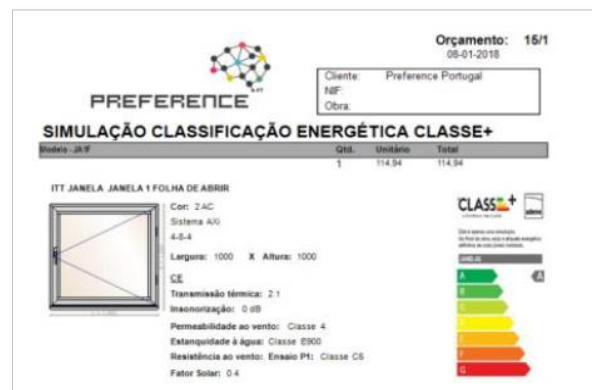 Orçamento: 15/1
08-01-2018
PREFERENCE
Cliente: Preference Portugal
NIF:
Obra:
SIMULAÇÃO CLASSIFICAÇÃO ENERGÉTICA CLASSE+
Modelo - JA1F Qtd. Unitário Total
1 114,94 114,94
ITT JANELA JANELA 1 FOLHA DE ABRIR
Cor: 2 AC
Sistema AXi
4-8-4
Largura: 1000 X Altura: 1000
CE
Transmissão térmica: 2.1
Insonorização: 0 dB
Permeabilidade ao vento: Classe 4
Estanquidade à água: Classe E900
Resistência ao vento: Ensaio P1: Classe C5
Fator Solar: 0.4
CLASSE+
adene
JANELAS
A A
B
C
D
E
F
G